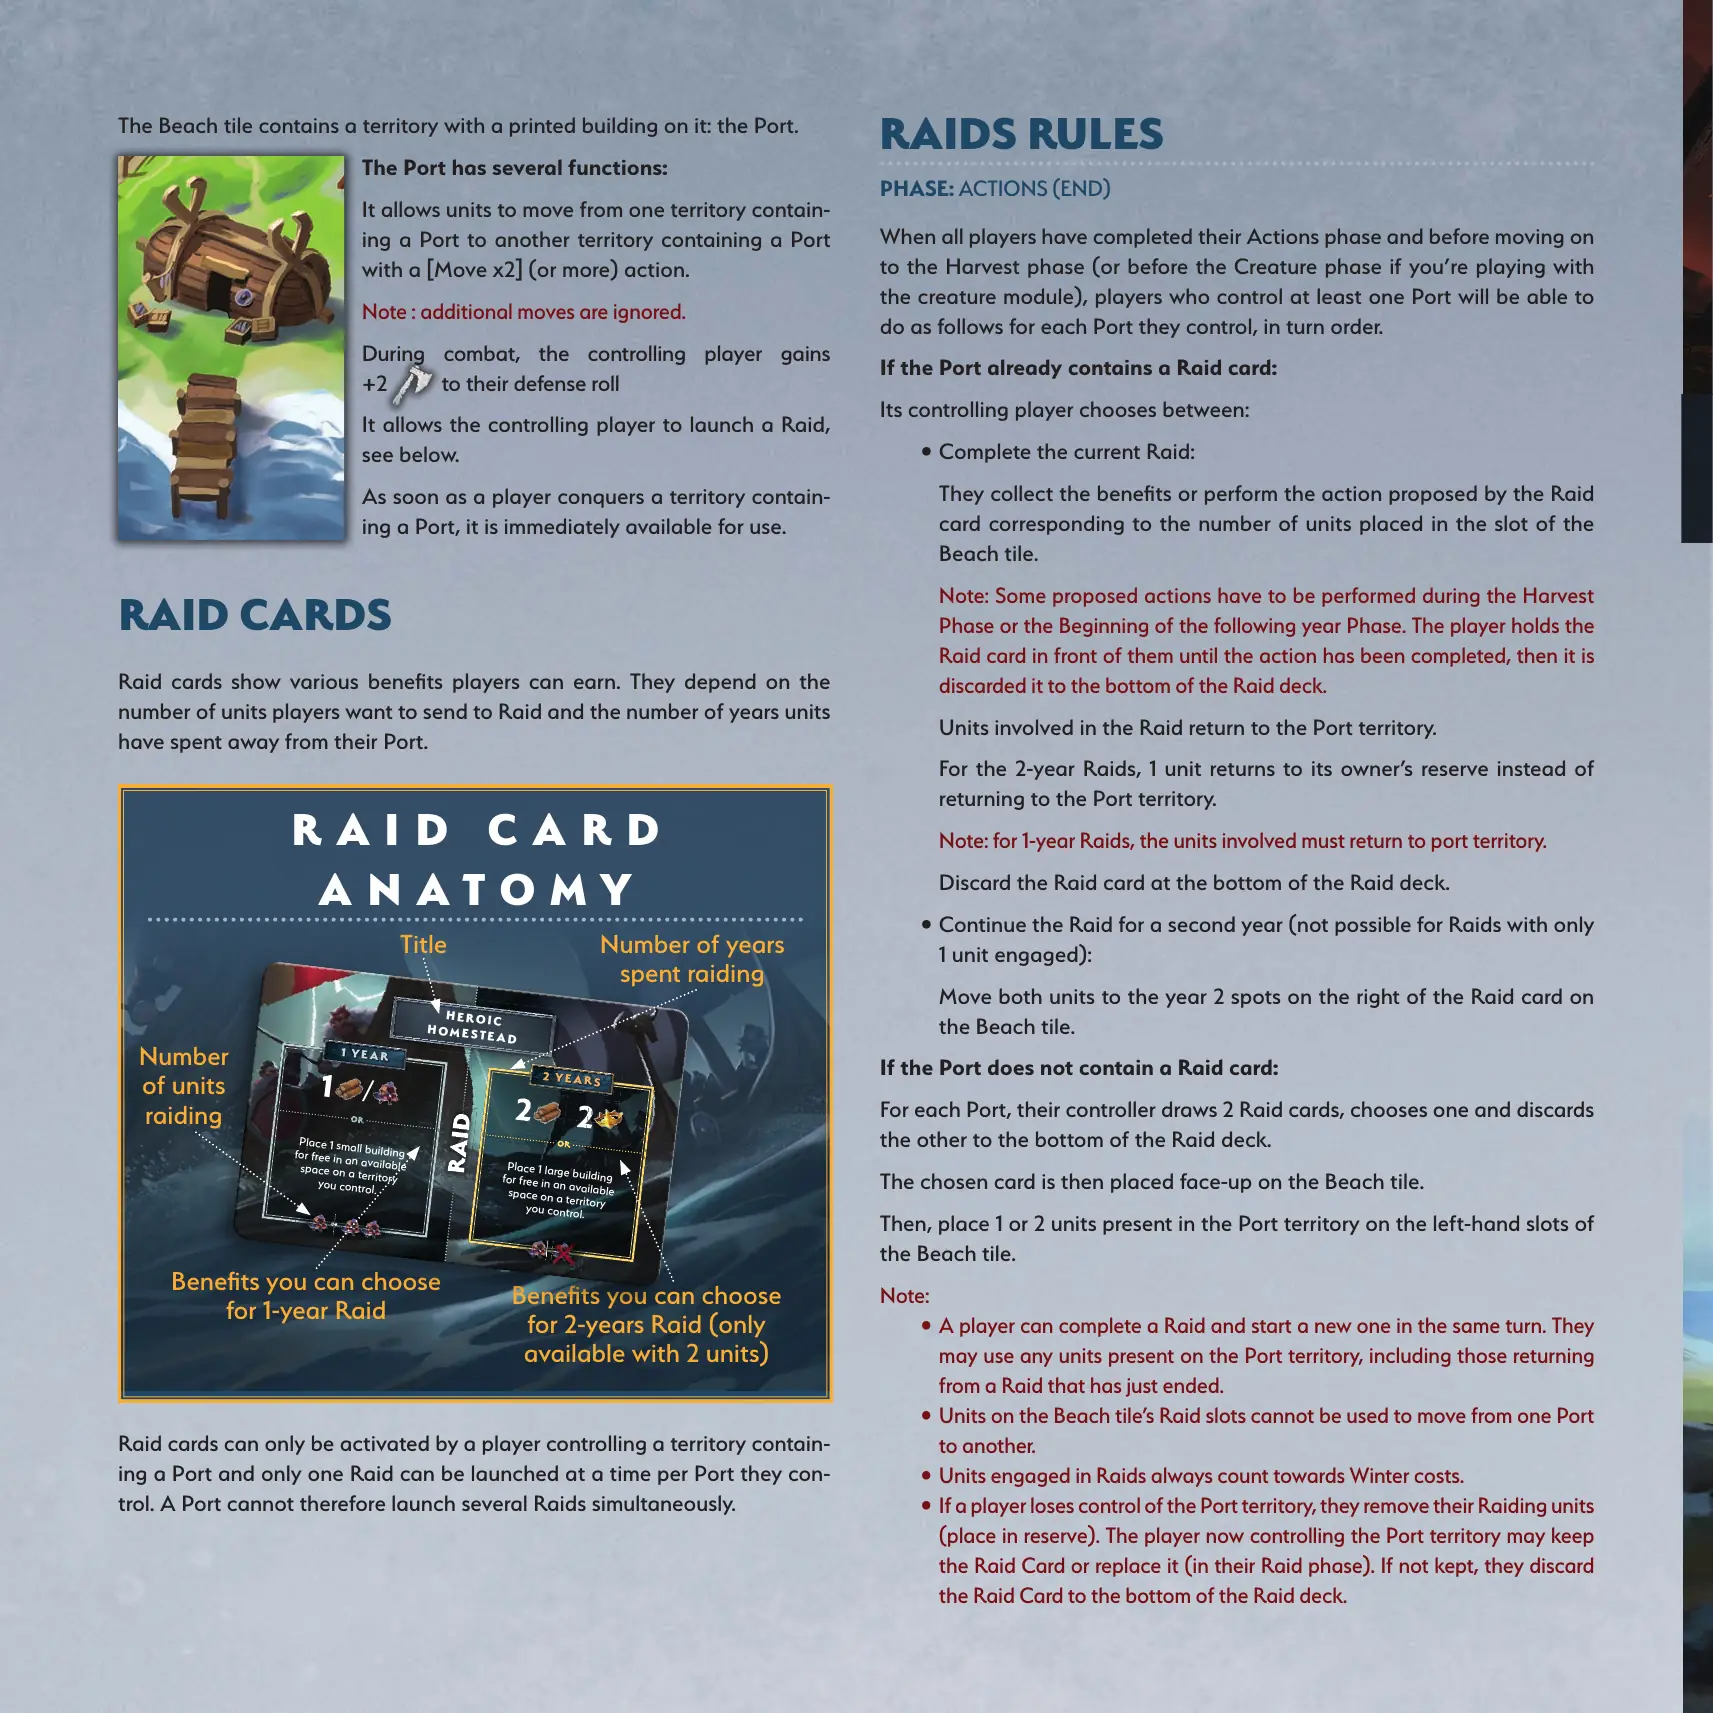 The Beach tile contains a territory with a printed building on it: the Port.
The Port has several functions:
It allows units to move from one territory contain-
ing a Port to another territory containing a Port
with a [Move x2] (or more) action.
Note : additional moves are ignored.
During combat, the controlling player gains
+2 to their defense roll
It allows the controlling player to launch a Raid,
see below.
As soon as a player conquers a territory contain-
ing a Port, it is immediately available for use.
RAID CARDS
Raid cards show various benefits players can earn. They depend on the
number of units players want to send to Raid and the number of years units
have spent away from their Port.
RAID CARD
ANATOMY
Title
Number of years
spent raiding
Number
of units
raiding
HEROIC
HOMESTEAD
1 YEAR
1 /
OR
Place 1 small building
for free in an available
space on a territory
you control.
or
RAID
2 YEARS
2 2
OR
Place 1 large building
for free in an available
space on a territory
you control.
Benefits you can choose
for 1-year Raid
Benefits you can choose
for 2-years Raid (only
available with 2 units)
Raid cards can only be activated by a player controlling a territory contain-
ing a Port and only one Raid can be launched at a time per Port they con-
trol. A Port cannot therefore launch several Raids simultaneously.
RAIDS RULES
PHASE: ACTIONS (END)
When all players have completed their Actions phase and before moving on
to the Harvest phase (or before the Creature phase if you're playing with
the creature module), players who control at least one Port will be able to
do as follows for each Port they control, in turn order.
If the Port already contains a Raid card:
Its controlling player chooses between:
• Complete the current Raid:
They collect the benefits or perform the action proposed by the Raid
card corresponding to the number of units placed in the slot of the
Beach tile.
Note: Some proposed actions have to be performed during the Harvest
Phase or the Beginning of the following year Phase. The player holds the
Raid card in front of them until the action has been completed, then it is
discarded it to the bottom of the Raid deck.
Units involved in the Raid return to the Port territory.
For the 2-year Raids, 1 unit returns to its owner's reserve instead of
returning to the Port territory.
Note: for 1-year Raids, the units involved must return to port territory.
Discard the Raid card at the bottom of the Raid deck.
• Continue the Raid for a second year (not possible for Raids with only
1 unit engaged):
Move both units to the year 2 spots on the right of the Raid card on
the Beach tile.
If the Port does not contain a Raid card:
For each Port, their controller draws 2 Raid cards, chooses one and discards
the other to the bottom of the Raid deck.
The chosen card is then placed face-up on the Beach tile.
Then, place 1 or 2 units present in the Port territory on the left-hand slots of
the Beach tile.
Note:
• A player can complete a Raid and start a new one in the same turn. They
may use any units present on the Port territory, including those returning
from a Raid that has just ended.
• Units on the Beach tile's Raid slots cannot be used to move from one Port
to another.
• Units engaged in Raids always count towards Winter costs.
• If a player loses control of the Port territory, they remove their Raiding units
(place in reserve). The player now controlling the Port territory may keep
the Raid Card or replace it (in their Raid phase). If not kept, they discard
the Raid Card to the bottom of the Raid deck.